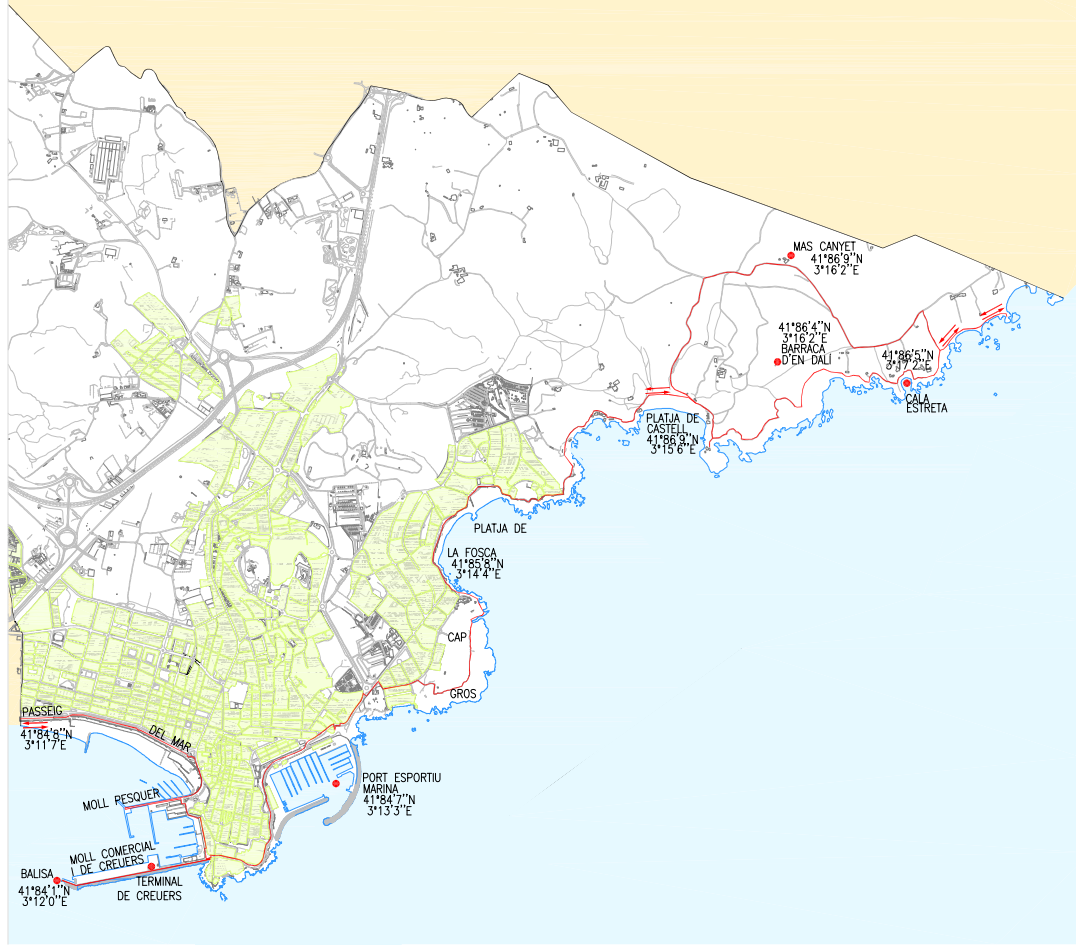 MAS CANYET
41°86'9''N
3°16'2''E
41°86'4''N
3°16'2''E
BARRACA
D'EN DALÍ
41°86'5''N
3°17'2''E
CALA
ESTRETA
PLATJA DE
CASTELL
41°86'9''N
3°15'6''E
PLATJA DE
LA FOSCA
41°85'8''N
3°14'4''E
CAP
GROS
PASSEIG
DEL MAR
41°84'8''N
3°11'7'E
PORT ESPORTIU
MARINA
41°84'7''N
3°13'3''E
MOLL PESQUER
MOLL COMERCIAL
I DE CREUERS
BALISA
41°84'1''N
3°12'0''E
TERMINAL
DE CREUERS